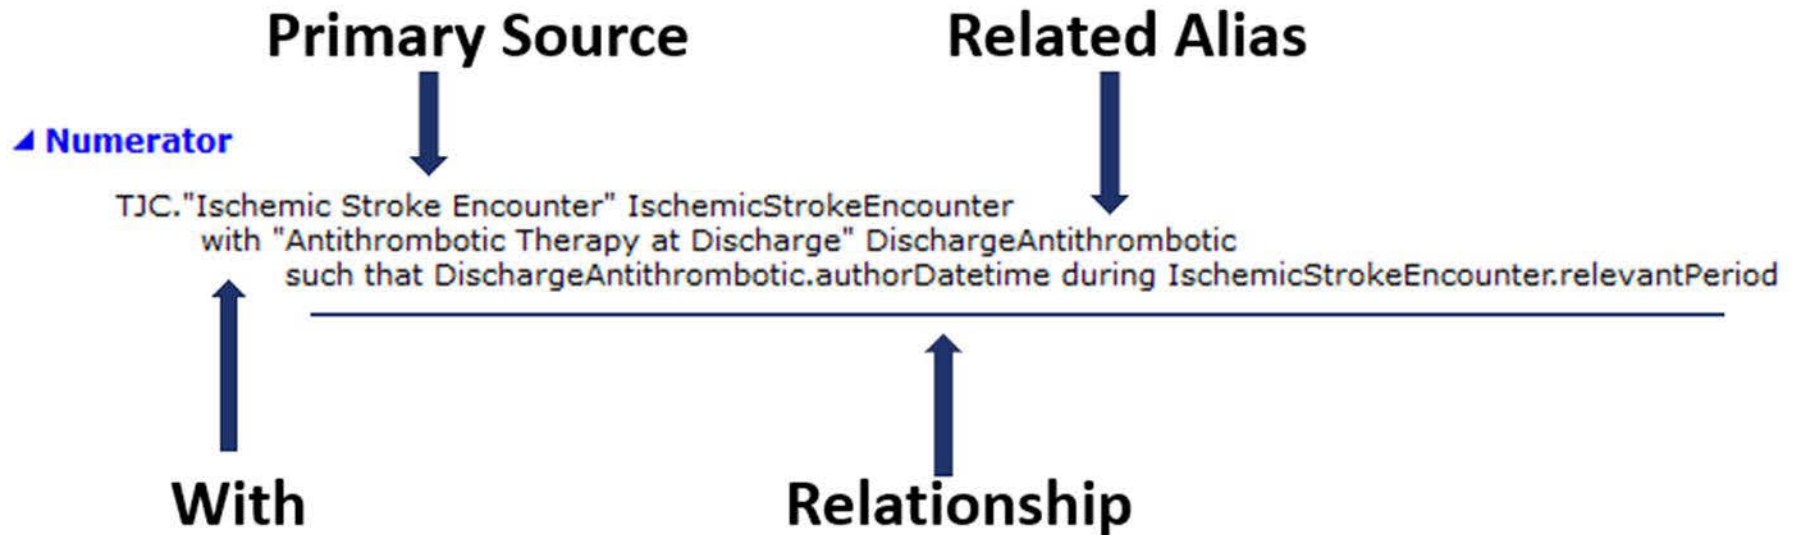 Primary Source
Related Alias
Numerator
TJC."Ischemic Stroke Encounter" IschemicStrokeEncounter
with "Antithrombotic Therapy at Discharge" DischargeAntithrombotic
such that DischargeAntithrombotic.authorDatetime during IschemicStrokeEncounter.relevantPeriod
With
Relationship